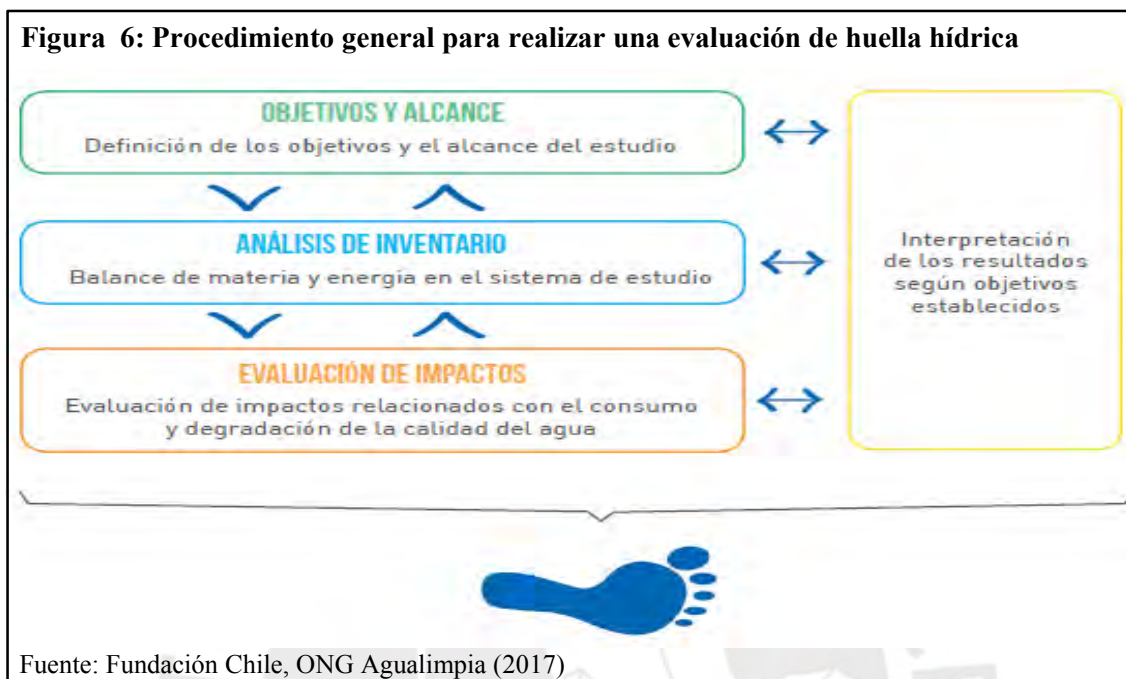 Figura 6: Procedimiento general para realizar una evaluación de huella hídrica
OBJETIVOS Y ALCANCE
Definición de los objetivos y el alcance del estudio
ANÁLISIS DE INVENTARIO
Balance de materia y energia en el sistema de estudio
EVALUACIÓN DE IMPACTOS
Evaluación de impactos relacionados con el consumo
y degradación de la calidad del agua
Interpretación
de los resultados
según objetivos
establecidos
Fuente: Fundación Chile, ONG Agualimpia (2017)